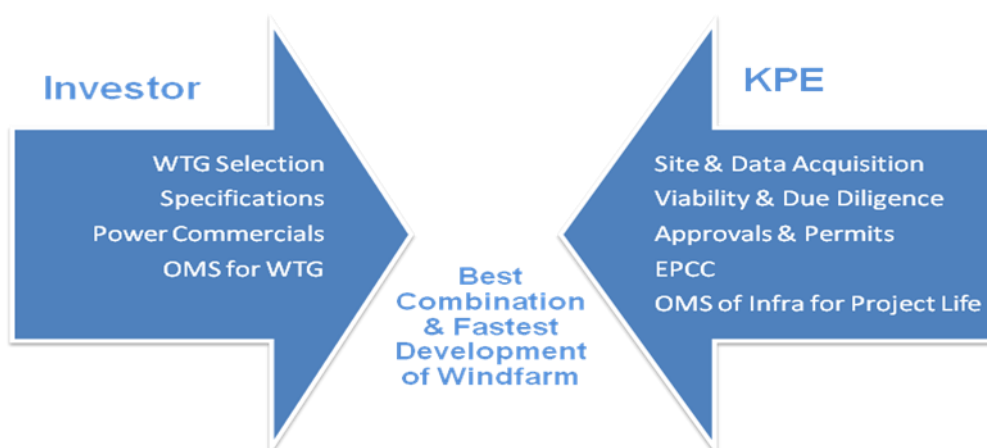 Investor
WTG Selection
Specifications
Power Commercials
OMS for WTG
KPE
Site & Data Acquisition
Viability & Due Diligence
Approvals & Permits
EPCC
OMS of Infra for Project Life
Best
Combination
& Fastest
Development
of Windfarm